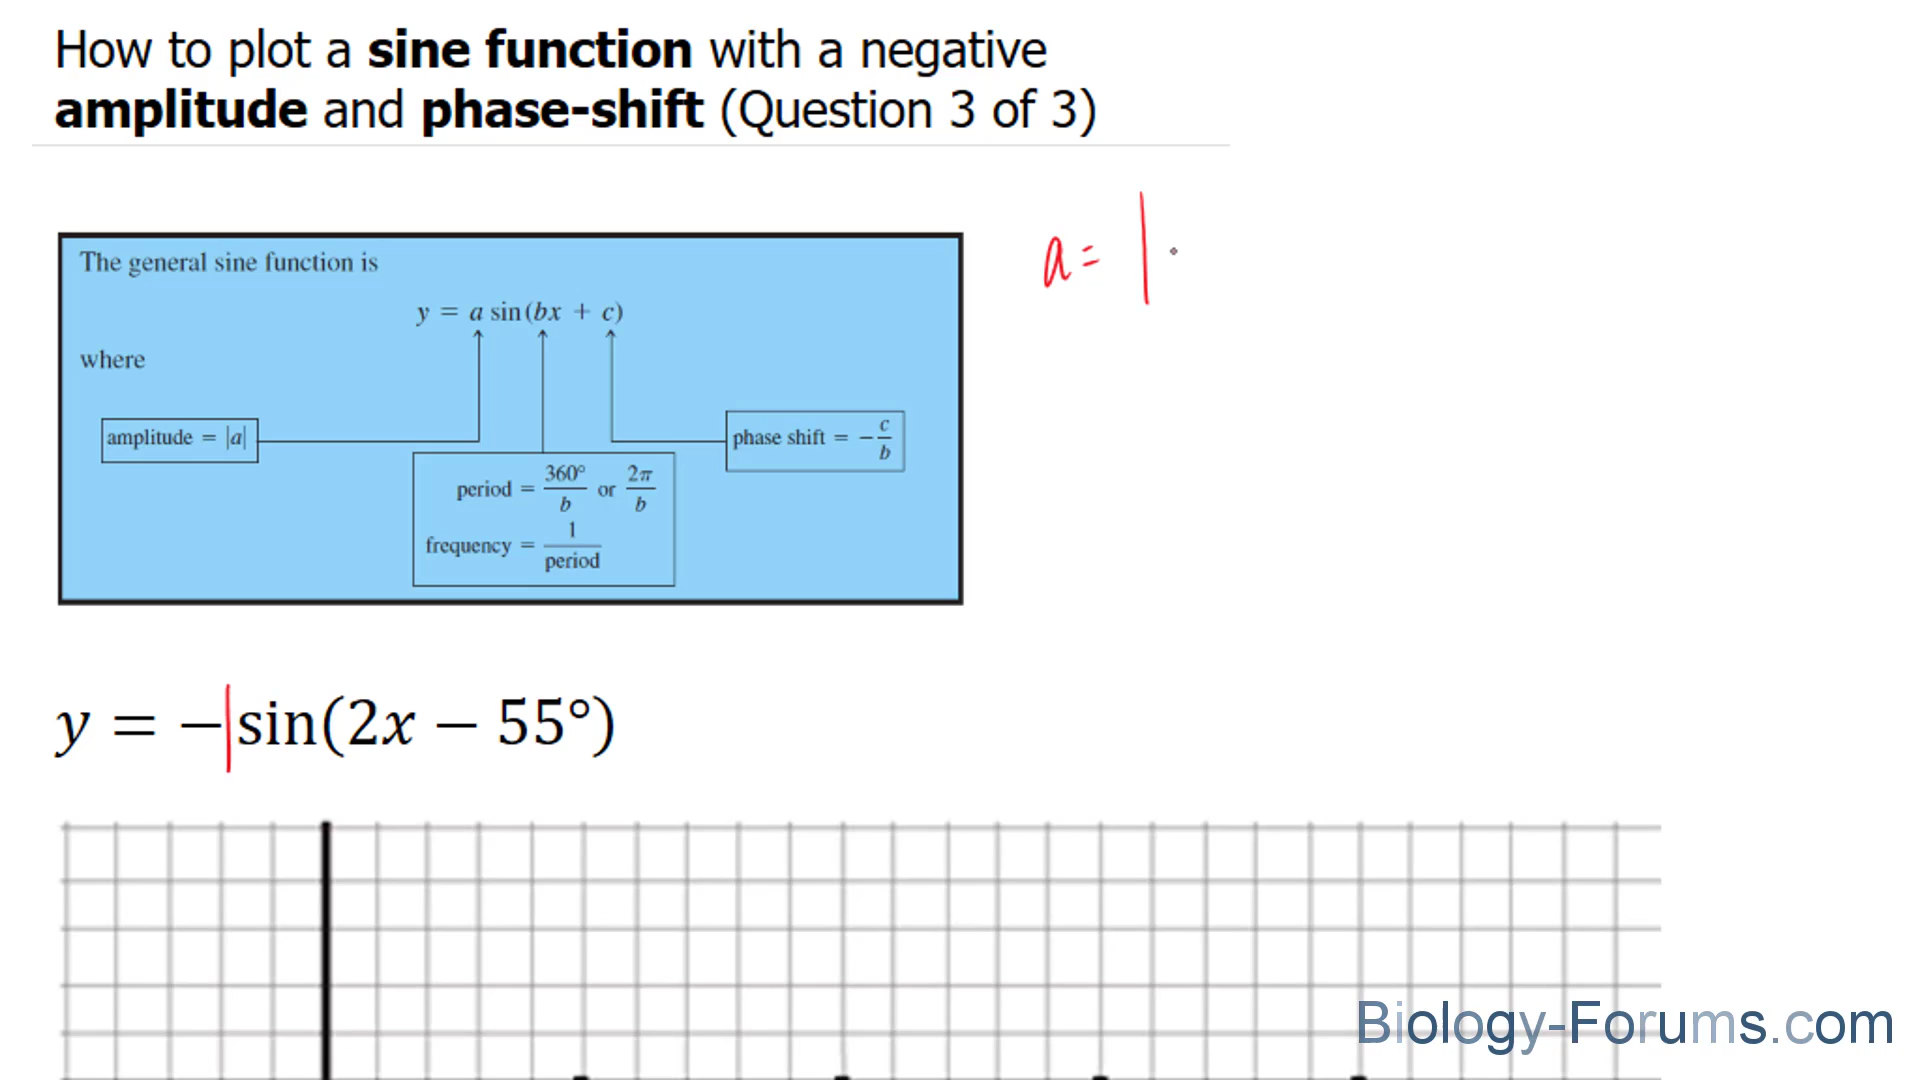 How to plot a sine function with a negative
amplitude and phase-shift (Question 3 of 3)
The general sine function is
y = a sin(bx + c)
where
amplitude = |a|
period = 360°/b or 2π/b
frequency = 1/period
phase shift = −c/b
a = |
y = −|sin(2x − 55°)
Biology-Forums.com